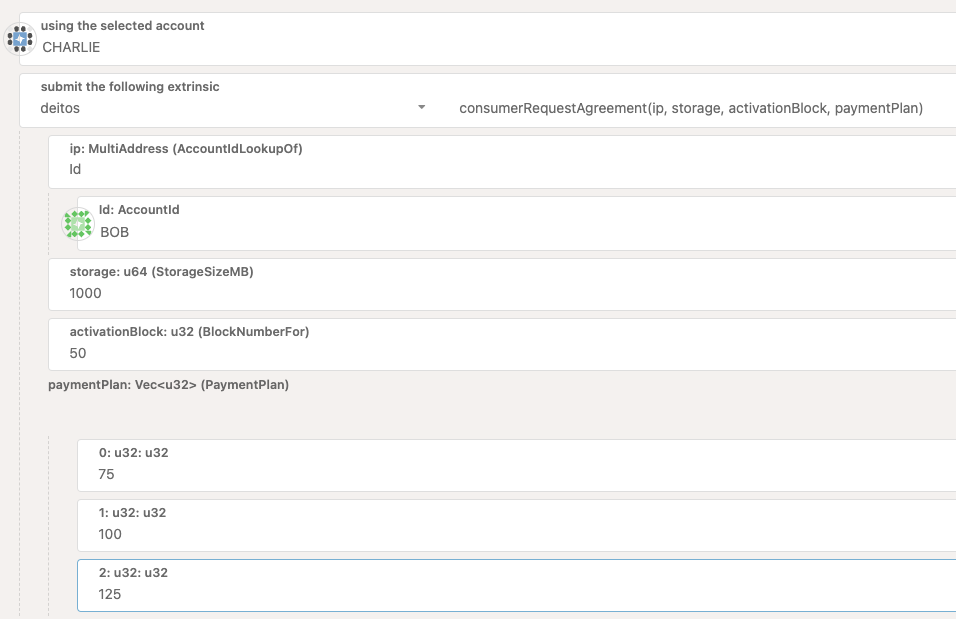 using the selected account
CHARLIE
submit the following extrinsic
deitos
consumerRequestAgreement(ip, storage, activationBlock, paymentPlan)
ip: MultiAddress (AccountIdLookupOf)
Id
Id: AccountId
BOB
storage: u64 (StorageSizeMB)
1000
activationBlock: u32 (BlockNumberFor)
50
paymentPlan: Vec<u32> (PaymentPlan)
0: u32: u32
75
1: u32: u32
100
2: u32: u32
125